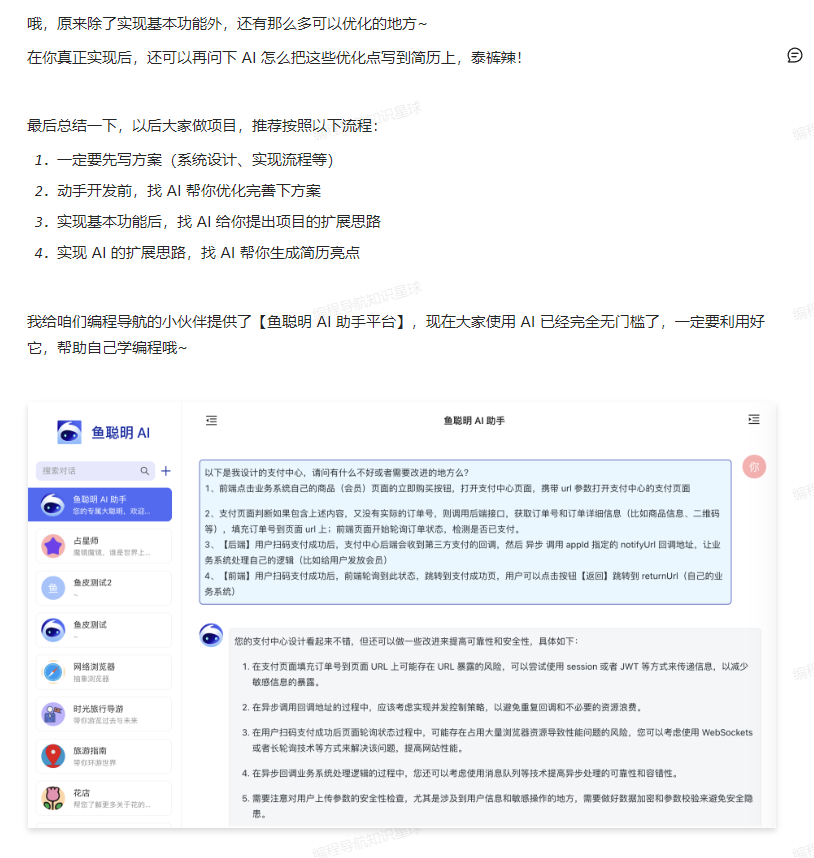 哦，原来除了实现基本功能外，还有那么多可以优化的地方~
在你真正实现后，还可以再问下 AI 怎么把这些优化点写到简历上，泰裤辣！
最后总结一下，以后大家做项目，推荐按照以下流程：
1. 一定要先写方案（系统设计、实现流程等）
2. 动手开发前，找 AI 帮你优化完善下方案
3. 实现基本功能后，找 AI 给你提出项目的扩展思路
4. 实现 AI 的扩展思路，找 AI 帮你生成简历亮点
我给咱们编程导航的小伙伴提供了【鱼聪明 AI 助手平台】，现在大家使用 AI 已经完全无门槛了，一定要利用好
它，帮助自己学编程哦~
鱼聪明 AI
搜索对话
鱼聪明 AI 助手
您的专属大聪明，欢迎...
占星师
魔镜魔镜，谁是世界上...
鱼
鱼皮测试2
~
鱼皮测试
~
网络浏览器
抽象浏览器
时光旅行导游
带你游览过去与未来
旅游指南
带你环游世界
花店
帮您了解更多关于花的...
鱼聪明 AI 助手
你
以下是我设计的支付中心，请问有什么不好或者需要改进的地方么？
1、前端点击业务系统自己的商品（会员）页面的立即购买按钮，打开支付中心页面，携带 url 参数打开支付中心的支付页面
2、支付页面判断如果包含上述内容，又没有实际的订单号，则调用后端接口，获取订单号和订单详细信息（比如商品信息、二维码
等），填充订单号到页面 url 上；前端页面开始轮询订单状态，检测是否已支付。
3、【后端】用户扫码支付成功后，支付中心后端会收到第三方支付的回调，然后 异步 调用 appId 指定的 notifyUrl 回调地址，让业
务系统处理自己的逻辑（比如给用户发放会员）
4、【前端】用户扫码支付成功后，前端轮询到此状态，跳转到支付成功页，用户可以点击按钮【返回】跳转到 returnUrl（自己的业
务系统）
您的支付中心设计看起来不错，但还可以做一些改进来提高可靠性和安全性，具体如下：
1. 在支付页面填充订单号到页面 URL 上可能存在 URL 暴露的风险，可以尝试使用 session 或者 JWT 等方式来传递信息，以减少
敏感信息的暴露。
2. 在异步调用回调地址的过程中，应该考虑实现并发控制策略，以避免重复回调和不必要的资源浪费。
3. 在用户扫码支付成功后页面轮询状态过程中，可能存在占用大量浏览器资源导致性能问题的风险，您可以考虑使用 WebSockets
或者长轮询技术等方式来解决该问题，提高网站性能。
4. 在异步回调业务系统处理逻辑的过程中，您还可以考虑使用消息队列等技术提高异步处理的可靠性和容错性。
5. 需要注意对用户上传参数的安全性检查，尤其是涉及到用户信息和敏感操作的地方，需要做好数据加密和参数校验来避免安全隐
患。
编程导航知识星球